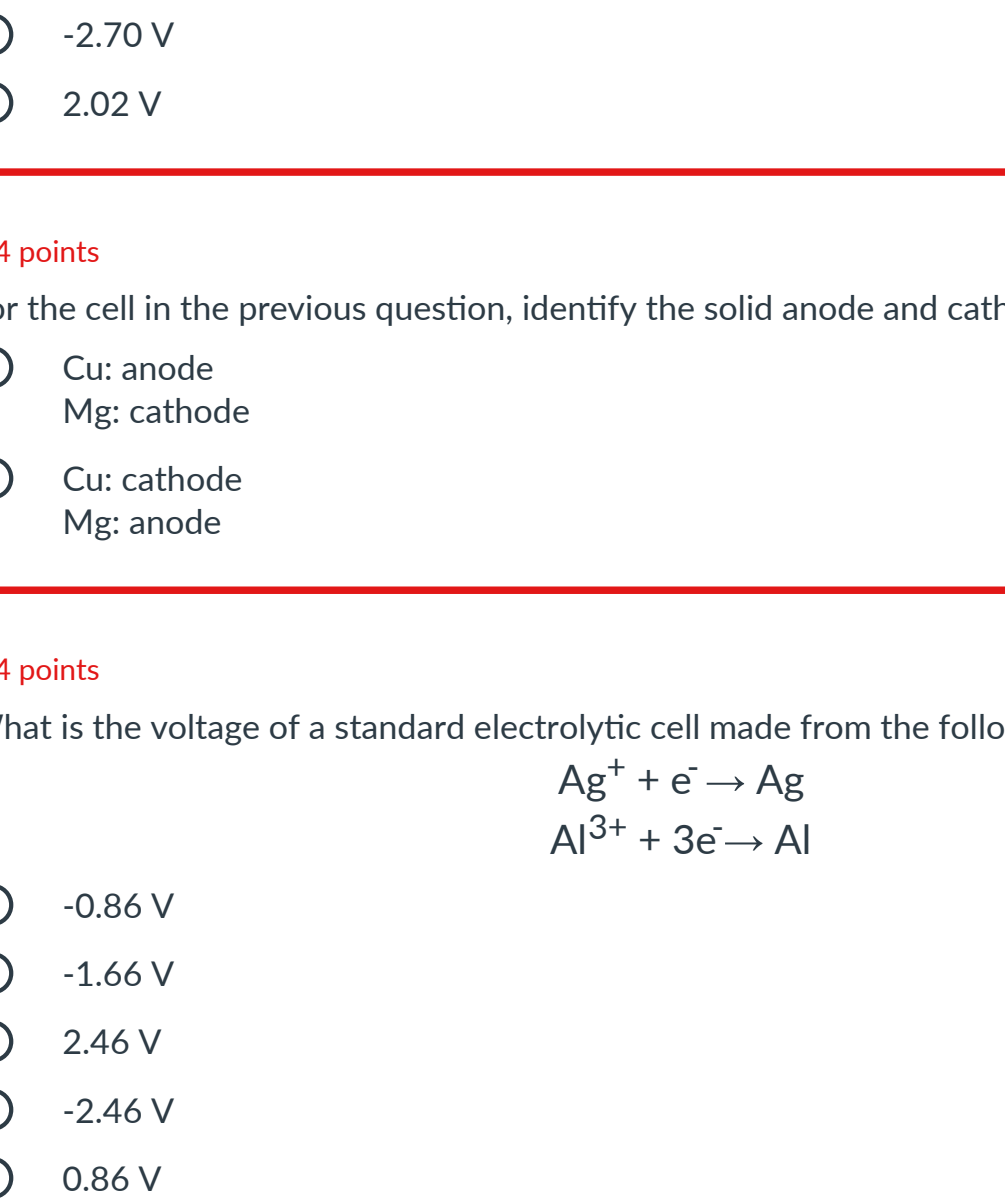 -2.70 V
2.02 V
4 points
or the cell in the previous question, identify the solid anode and cath
Cu: anode
Mg: cathode
Cu: cathode
Mg: anode
4 points
hat is the voltage of a standard electrolytic cell made from the follo
Ag⁺ + e⁻ → Ag
Al³⁺ + 3e⁻ → Al
-0.86 V
-1.66 V
2.46 V
-2.46 V
0.86 V